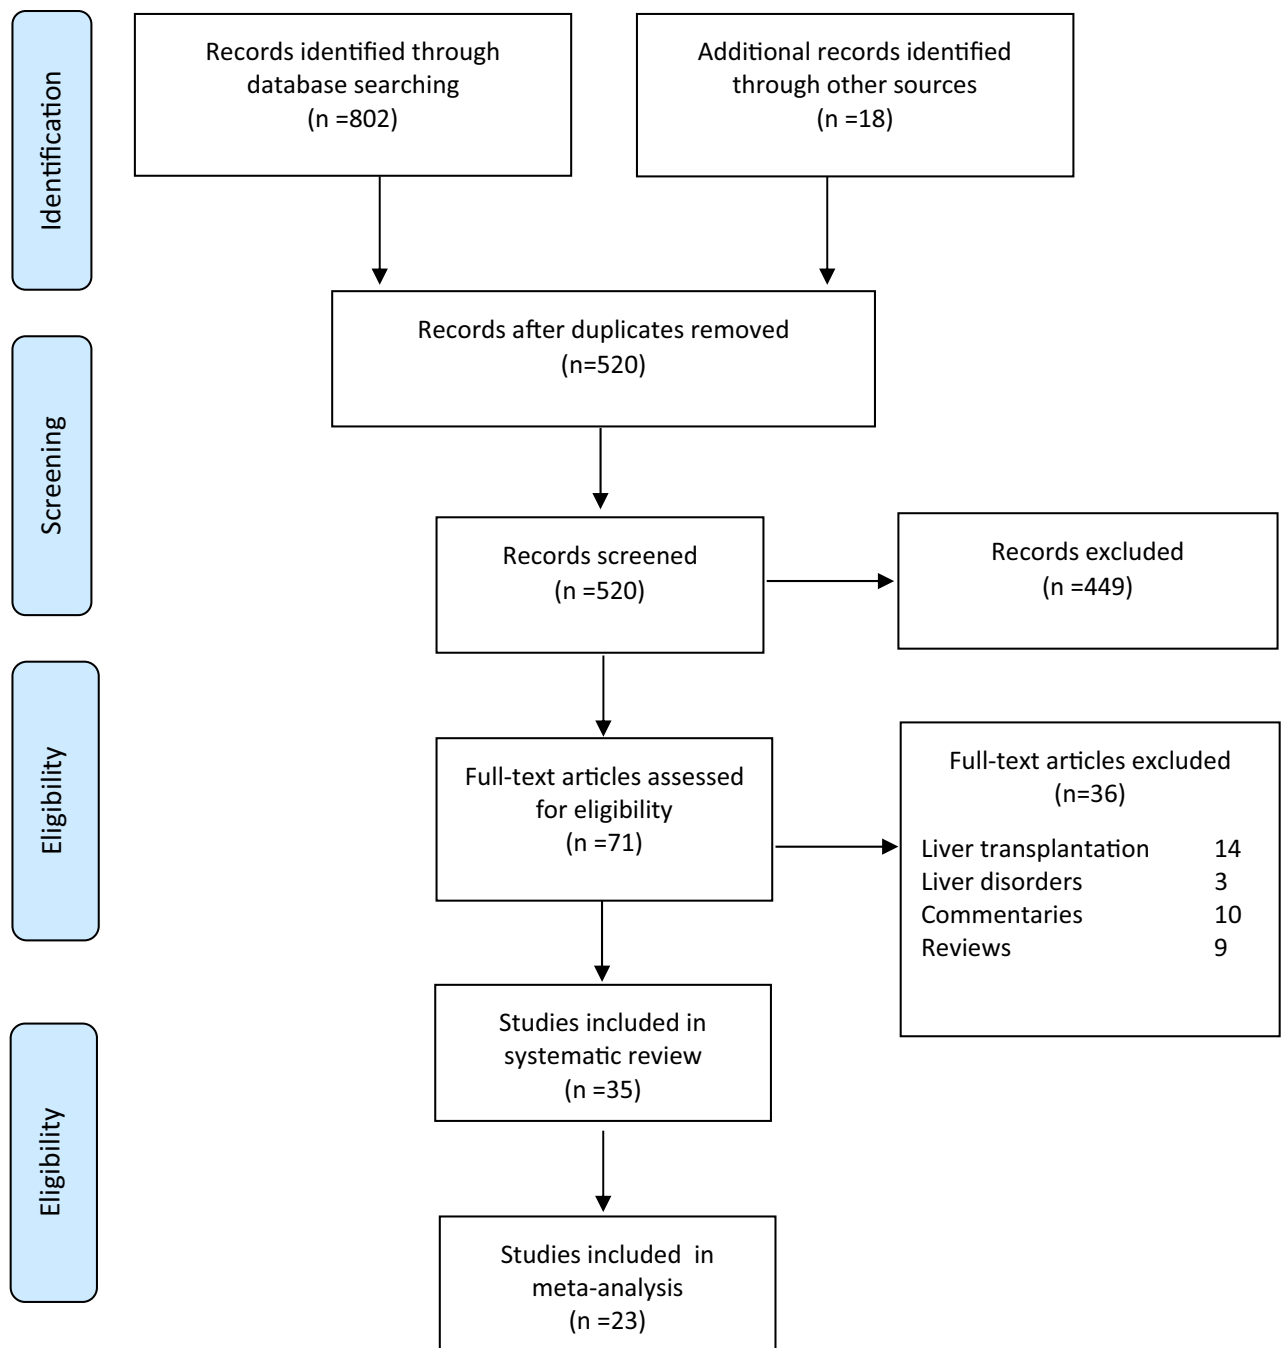 Identification
Records identified through
database searching
(n =802)
Additional records identified
through other sources
(n =18)
Records after duplicates removed
(n=520)
Screening
Records screened
(n =520)
Records excluded
(n =449)
Eligibility
Full-text articles assessed
for eligibility
(n =71)
Full-text articles excluded
(n=36)
Liver transplantation 14
Liver disorders 3
Commentaries 10
Reviews 9
Eligibility
Studies included in
systematic review
(n =35)
Studies included in
meta-analysis
(n =23)